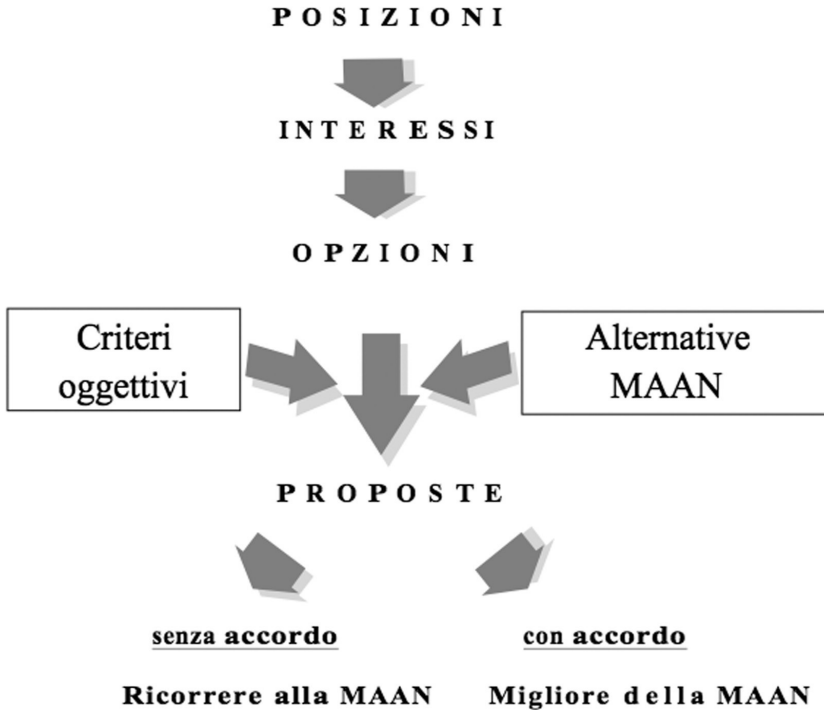 POSIZIONI
INTERESSI
OPZIONI
Criteri
oggettivi
Alternative
MAAN
PROPOSTE
senza accordo
con accordo
Ricorrere alla MAAN
Migliore della MAAN